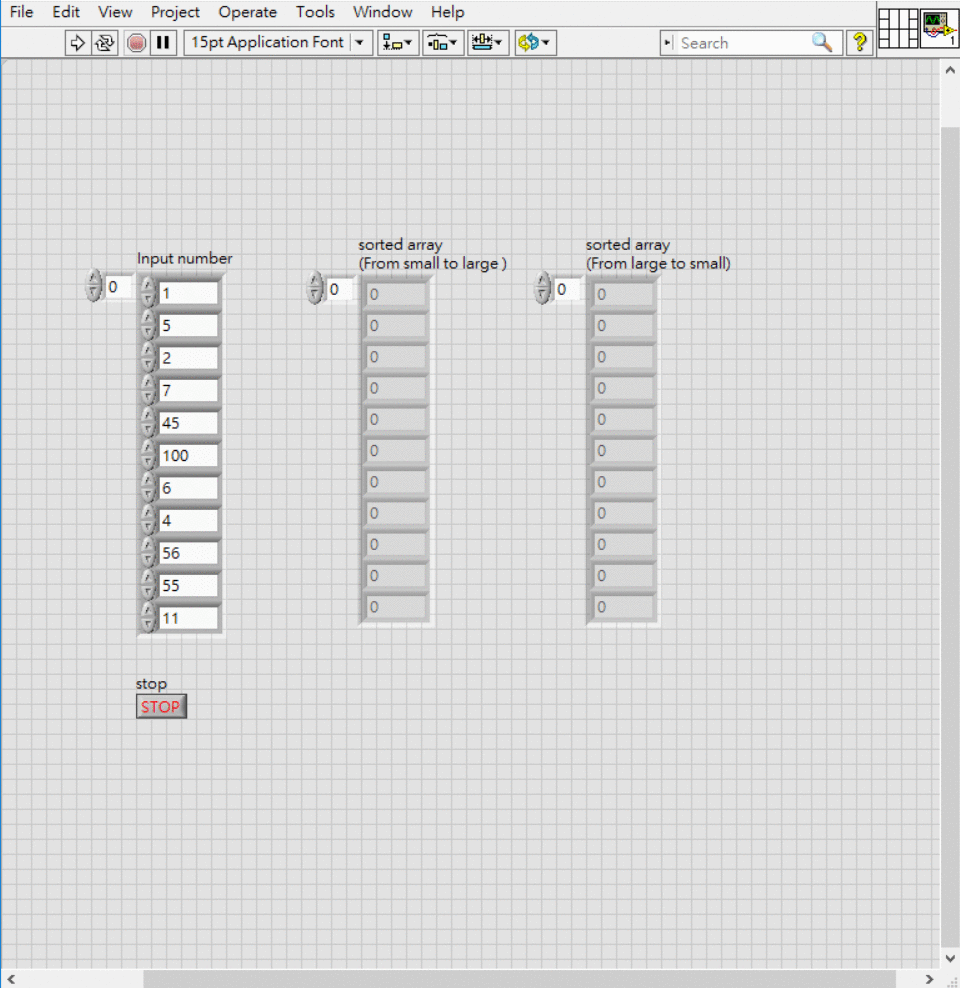 File Edit View Project Operate Tools Window Help
15pt Application Font Search ? 1
Input number
sorted array
(From small to large )
sorted array
(From large to small)
0 1 0 0 0 0
5 0 0
2 0 0
7 0 0
45 0 0
100 0 0
6 0 0
4 0 0
56 0 0
55 0 0
11 0 0
stop
STOP